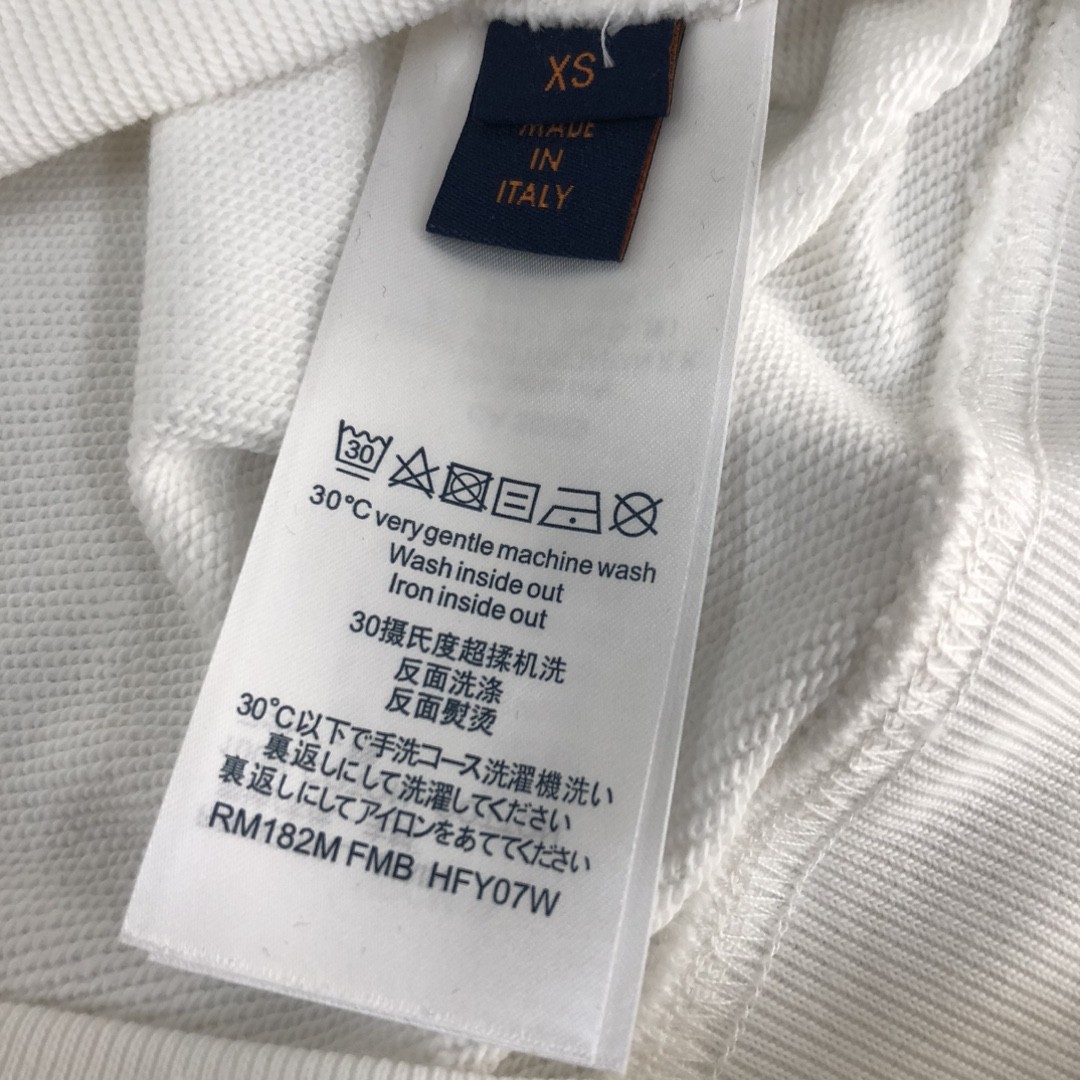 XS
MADE
IN
ITALY
30
30°C very gentle machine wash
Wash inside out
Iron inside out
30摄氏度超揉机洗
反面洗涤
反面熨烫
30°C以下で手洗コース洗濯機洗い
裏返しにして洗濯してください
裏返しにしてアイロンをあててください
RM182M FMB HFY07W